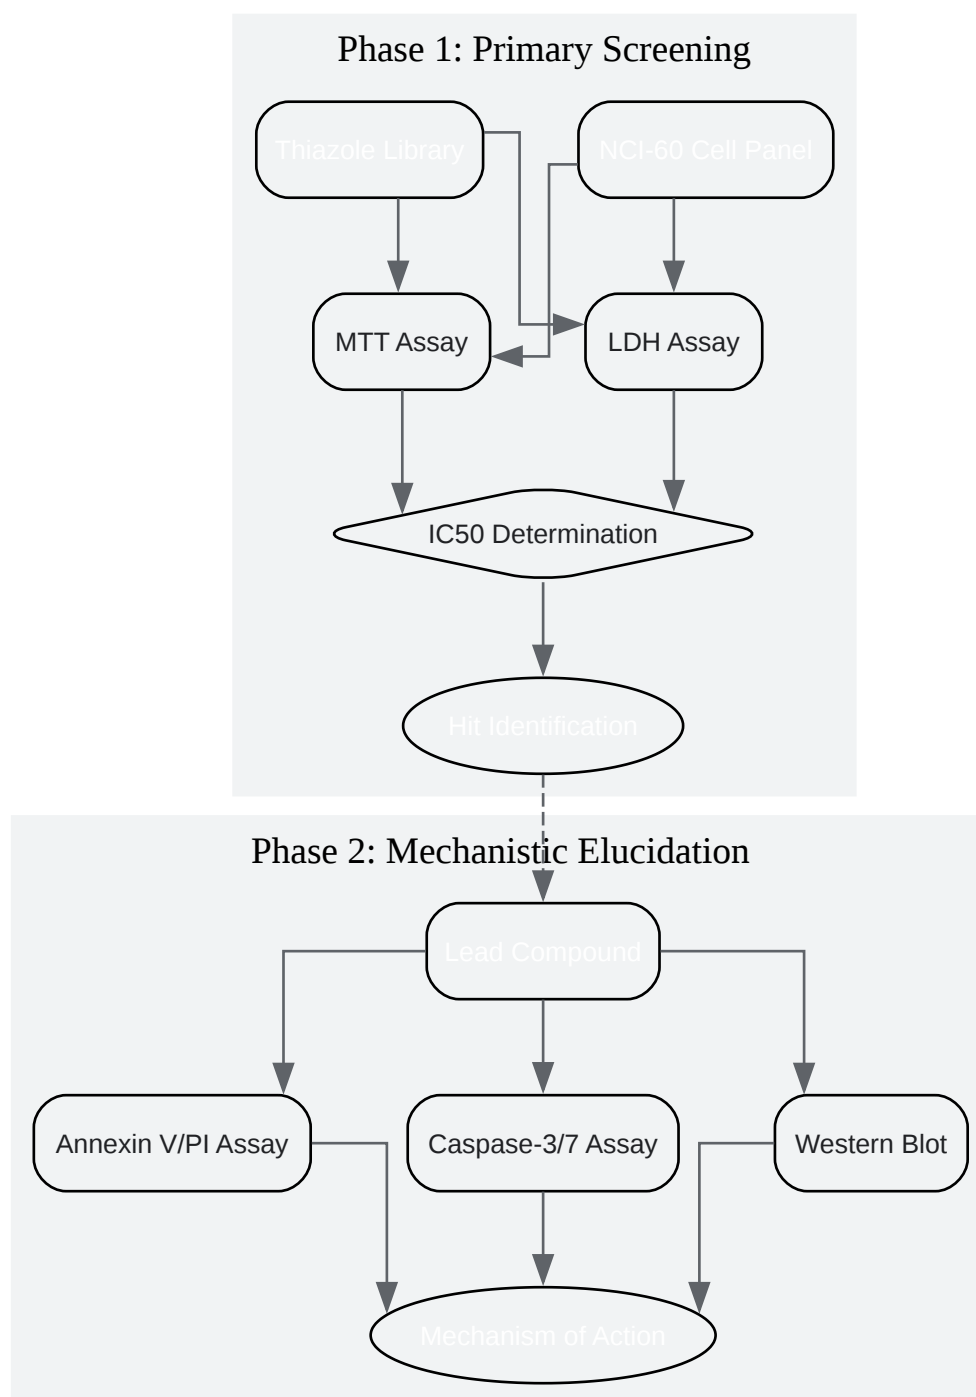 Phase 1: Primary Screening
Thiazole Library
NCI-60 Cell Panel
MTT Assay
LDH Assay
IC50 Determination
Hit Identification
Phase 2: Mechanistic Elucidation
Lead Compound
Annexin V/PI Assay
Caspase-3/7 Assay
Western Blot
Mechanism of Action